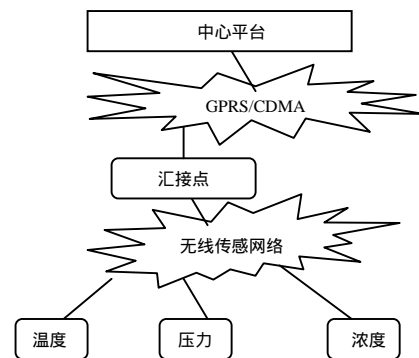 中心平台
GPRS/CDMA
汇接点
无线传感网络
温度
压力
浓度